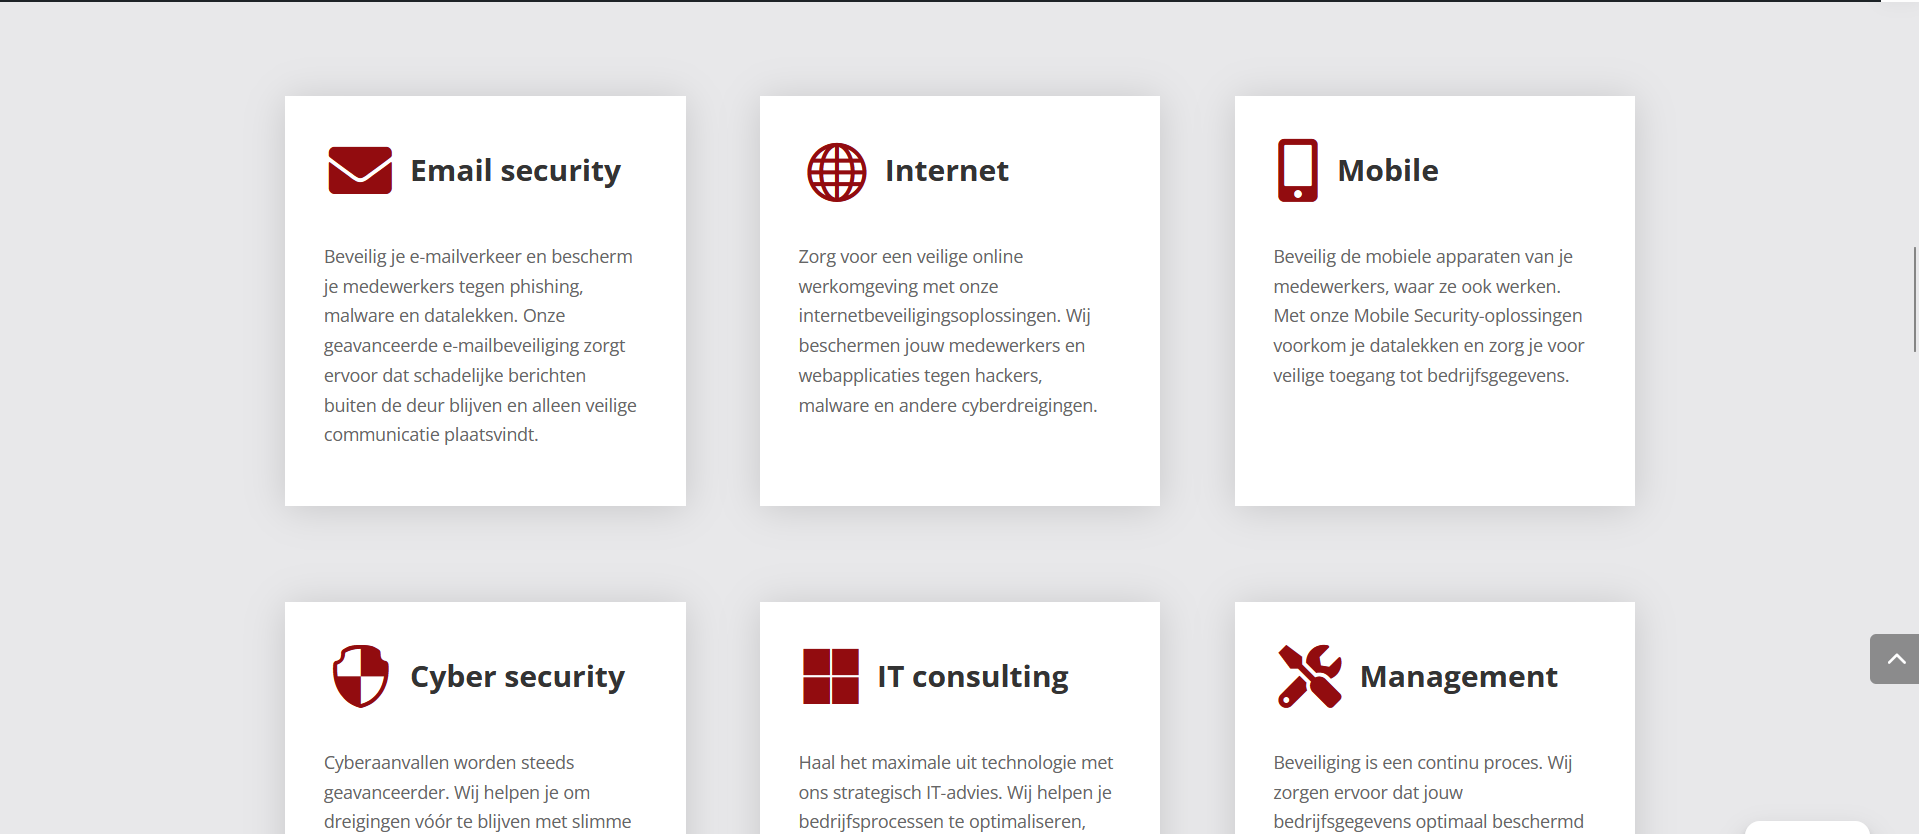 Email security
Beveilig je e-mailverkeer en bescherm
je medewerkers tegen phishing,
malware en datalekken. Onze
geavanceerde e-mailbeveiliging zorgt
ervoor dat schadelijke berichten
buiten de deur blijven en alleen veilige
communicatie plaatsvindt.
Internet
Zorg voor een veilige online
werkomgeving met onze
internetbeveiligingsoplossingen. Wij
beschermen jouw medewerkers en
webapplicaties tegen hackers,
malware en andere cyberdreigingen.
Mobile
Beveilig de mobiele apparaten van je
medewerkers, waar ze ook werken.
Met onze Mobile Security-oplossingen
voorkom je datalekken en zorg je voor
veilige toegang tot bedrijfsgegevens.
Cyber security
Cyberaanvallen worden steeds
geavanceerder. Wij helpen je om
dreigingen vóór te blijven met slimme
IT consulting
Haal het maximale uit technologie met
ons strategisch IT-advies. Wij helpen je
bedrijfsprocessen te optimaliseren,
Management
Beveiliging is een continu proces. Wij
zorgen ervoor dat jouw
bedrijfsgegevens optimaal beschermd